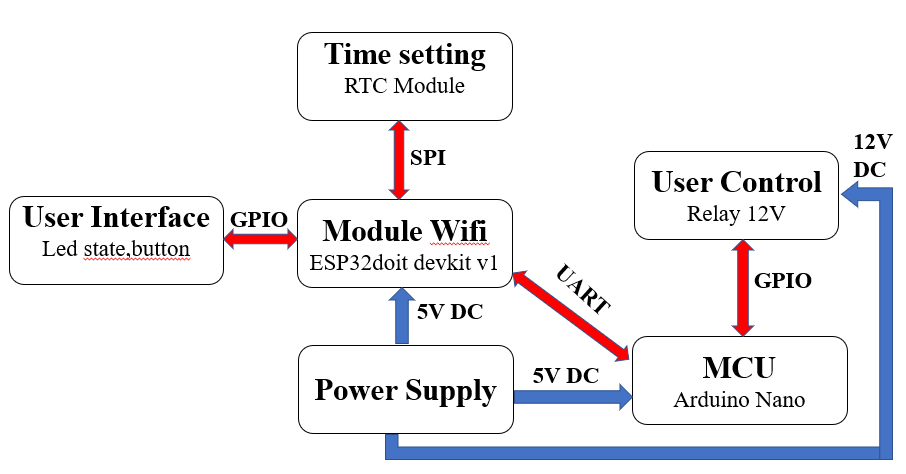 Time setting
RTC Module
SPI
12V
DC
User Control
Relay 12V
User Interface
Led state,button
GPIO
Module Wifi
ESP32doit devkit v1
UART
GPIO
5V DC
Power Supply
5V DC
MCU
Arduino Nano